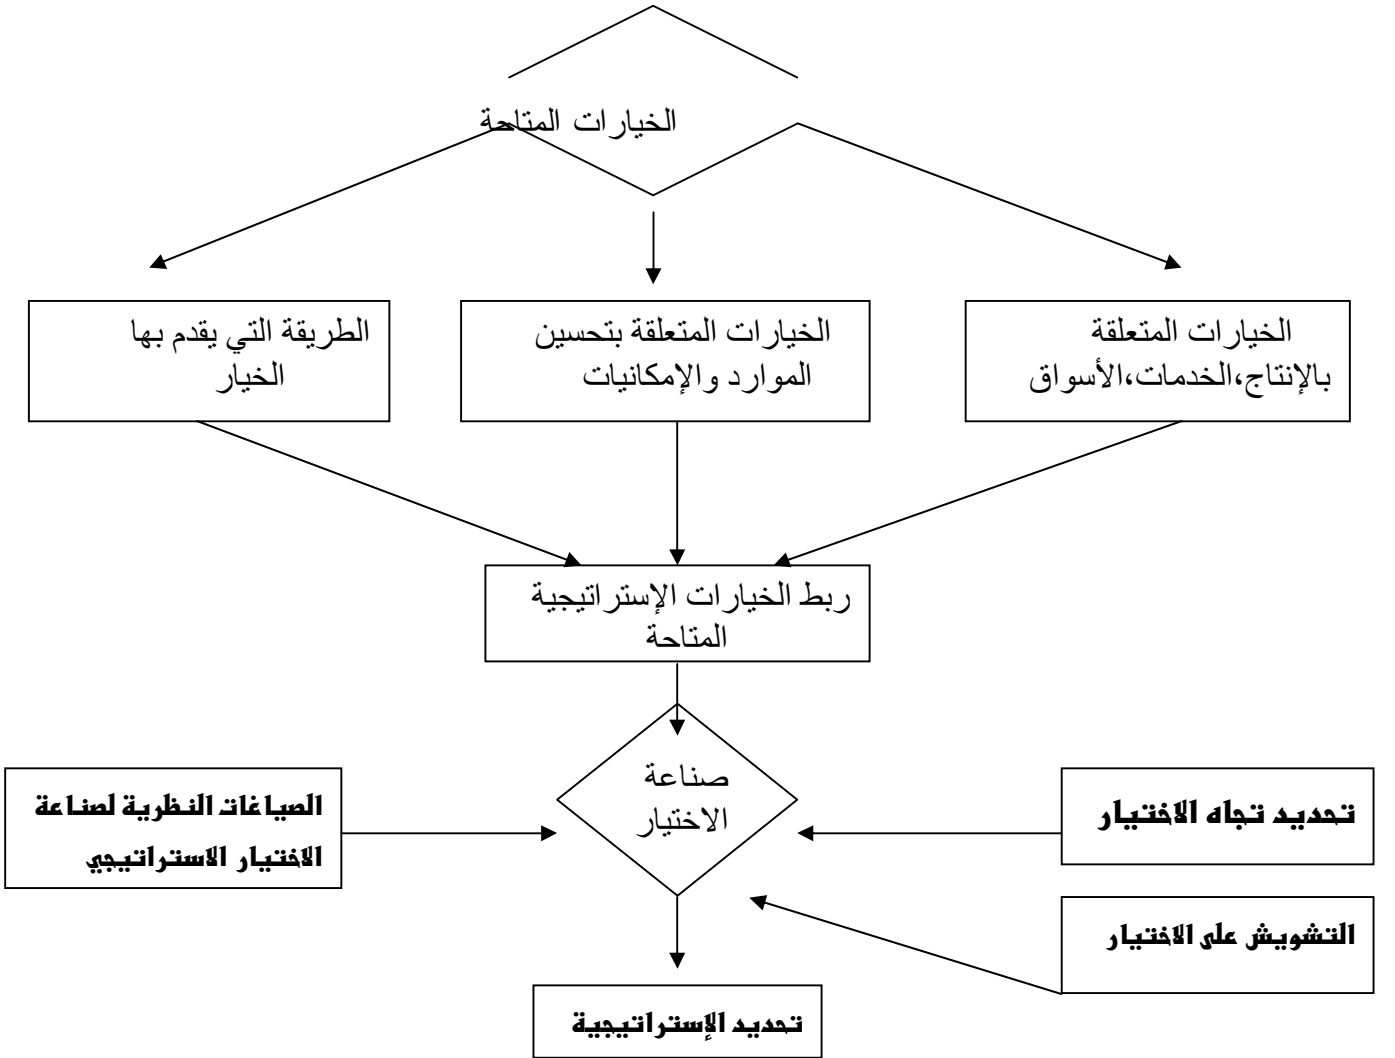 الخيارات المتاحة
الخيارات المتعلقة
بالإنتاج،الخدمات،الأسواق
الخيارات المتعلقة بتحسين
الموارد والإمكانيات
الطريقة التي يقدم بها
الخيار
ربط الخيارات الإستراتيجية
المتاحة
صناعة
الاختيار
تحديد تجاه الاختيار
الصياغات النظرية لصناعة
الاختيار الاستراتيجي
التشويش على الاختيار
تحديد الإستراتيجية